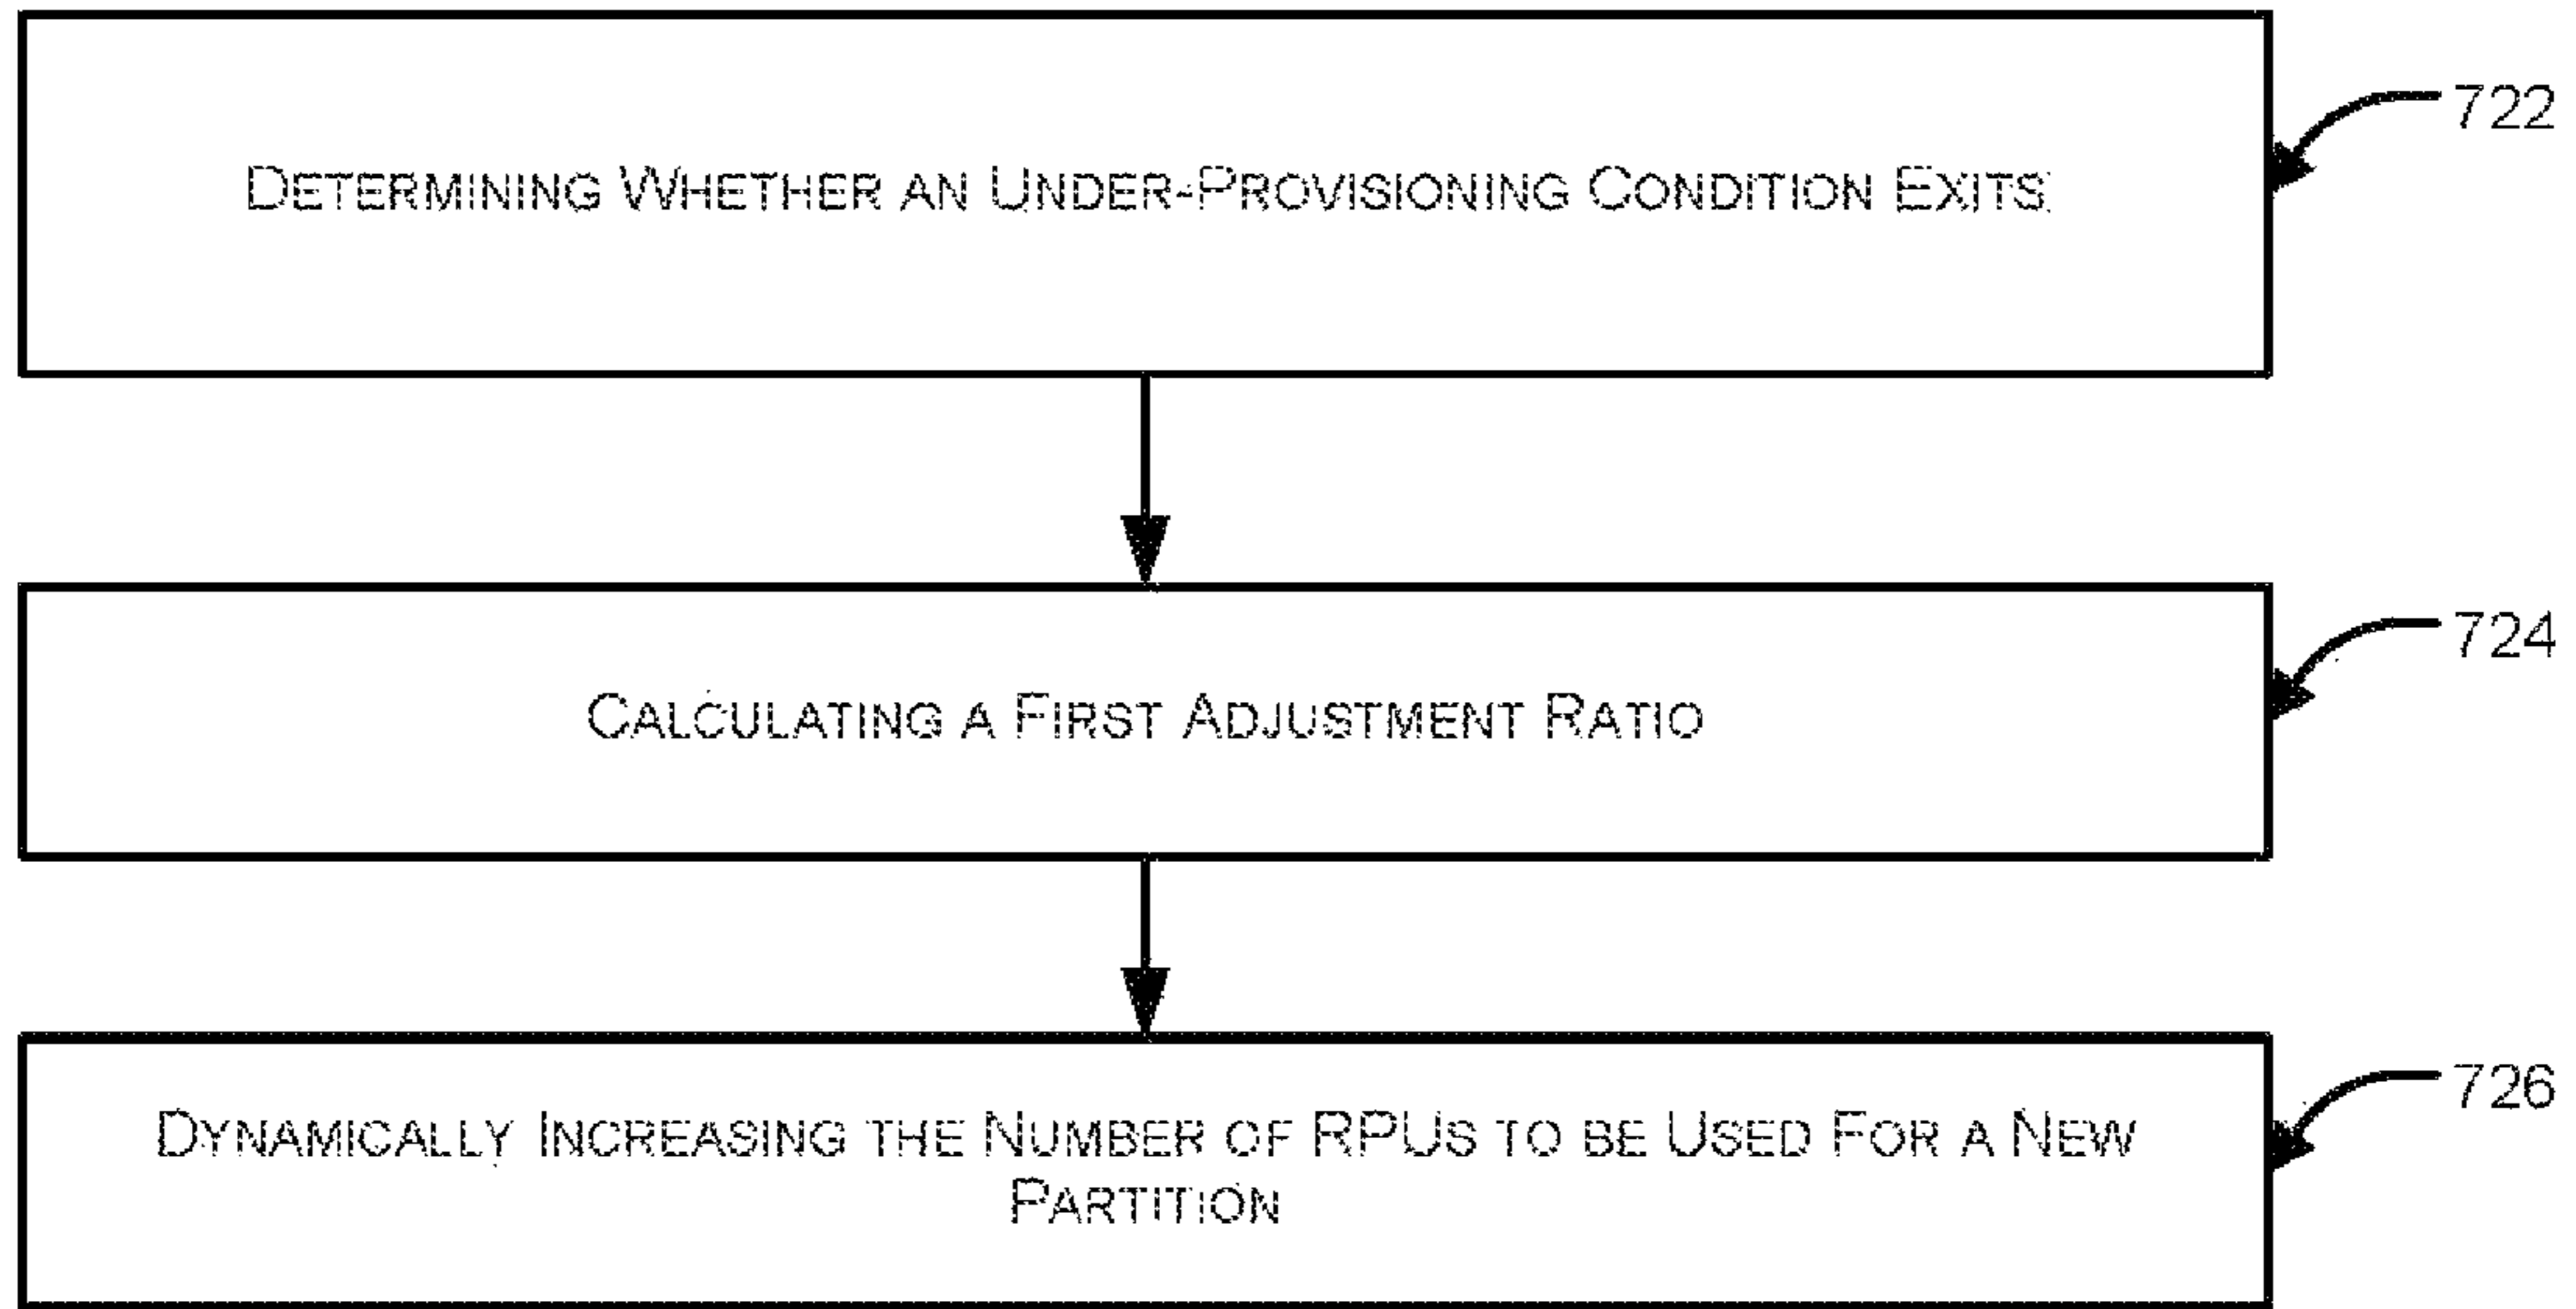 DETERMINING WHETHER AN UNDER-PROVISIONING CONDITION EXITS
722
CALCULATING A FIRST ADJUSTMENT RATIO
724
DYNAMICALLY INCREASING THE NUMBER OF RPUS TO BE USED FOR A NEW
PARTITION
726